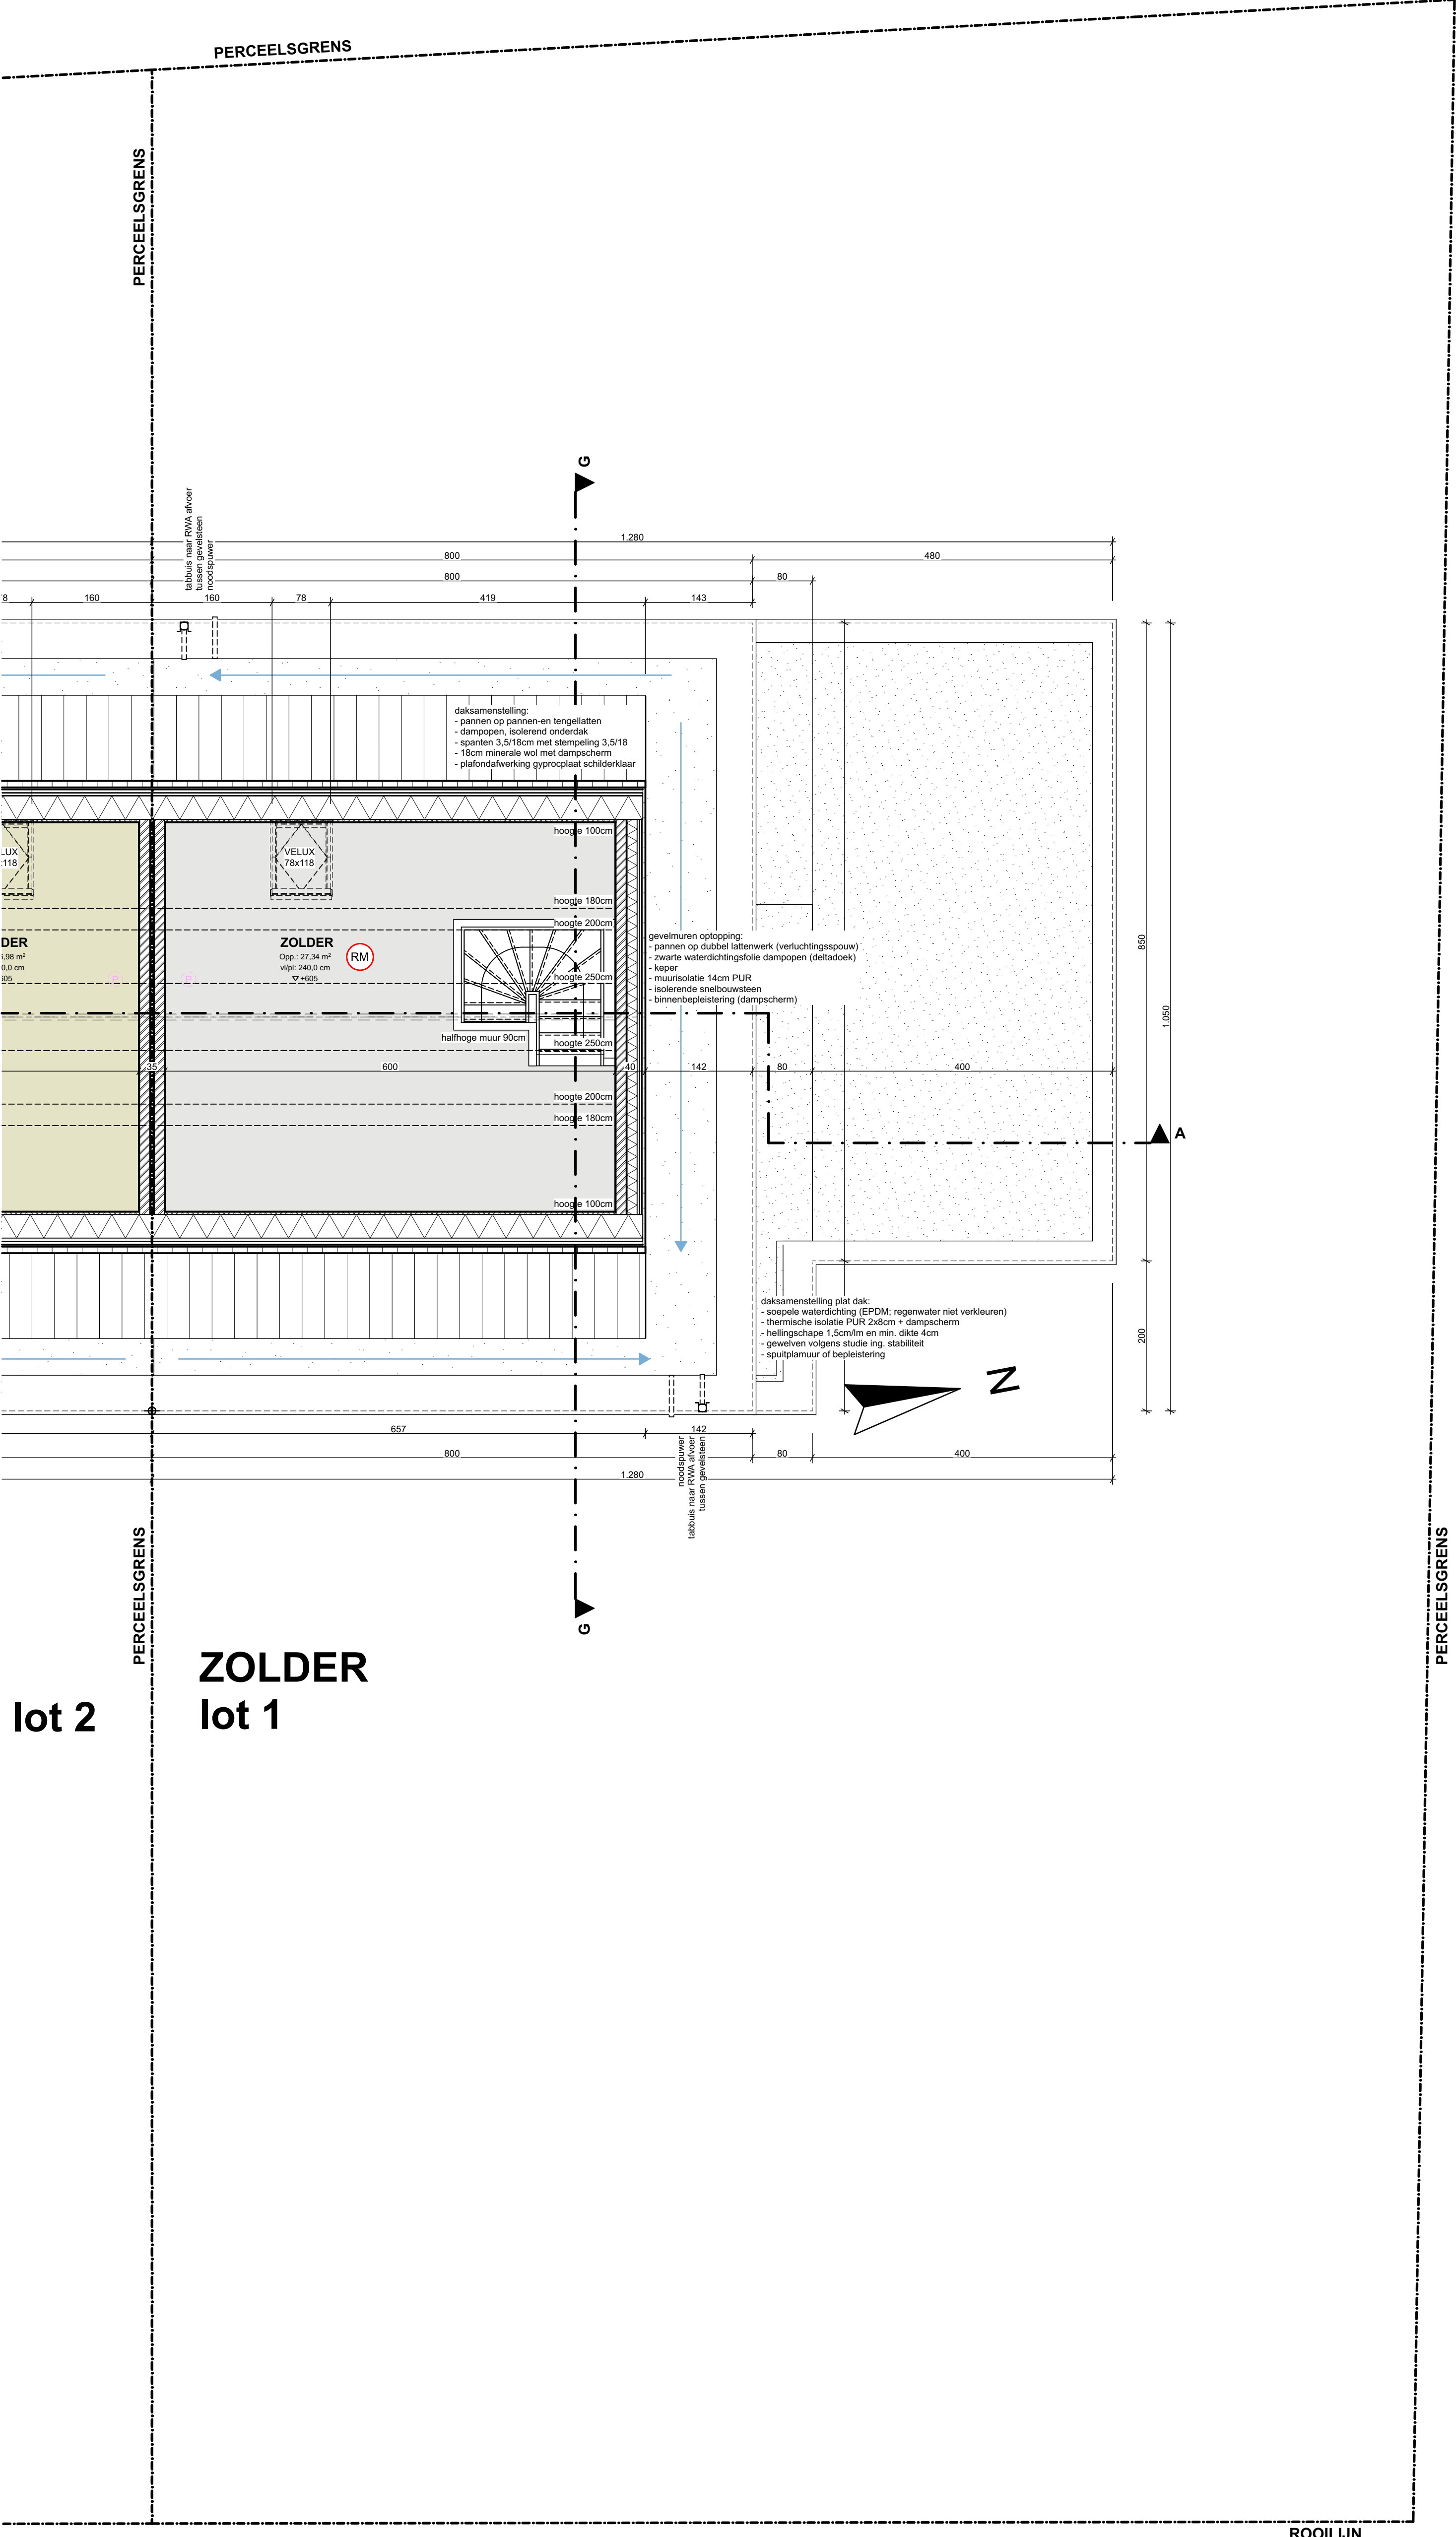 PERCEELSGRENS
PERCEELSGRENS
G
tabbuis naar RWA afvoer
tussen gevelsteen
noodspuwer
1.280
800
480
800
80
160
160
78
419
143
daksamenstelling:
- pannen op pannen-en tengellatten
- dampopen, isolerend onderdak
- spanten 3,5/18cm met stempeling 3,5/18
- 18cm minerale wol met dampscherm
- plafondafwerking gyprocplaat schilderklaar
hoogte 100cm
VELUX
78x118
hoogte 180cm
hoogte 200cm
ZOLDER
Opp.: 27,34 m²
vl/pl: 240,0 cm
+605
RM
R
R
hoogte 250cm
gevelmuren optopping:
- pannen op dubbel lattenwerk (verluchtingsspouw)
- zwarte waterdichtingsfolie dampopen (deltadoek)
- keper
- muurisolatie 14cm PUR
- isolerende snelbouwsteen
- binnenbepleistering (dampscherm)
850
1.050
halfhoge muur 90cm
hoogte 250cm
35
600
40
142
80
400
hoogte 200cm
hoogte 180cm
A
hoogte 100cm
daksamenstelling plat dak:
- soepele waterdichting (EPDM; regenwater niet verkleuren)
- thermische isolatie PUR 2x8cm + dampscherm
- hellingschape 1,5cm/lm en min. dikte 4cm
- gewelven volgens studie ing. stabiliteit
- spuitplamuur of bepleistering
200
N
657
142
800
80
400
1.280
noodspuwer
tabbuis naar RWA afvoer
tussen gevelsteen
G
PERCEELSGRENS
PERCEELSGRENS
ZOLDER
lot 1
lot 2
ROOILIJN